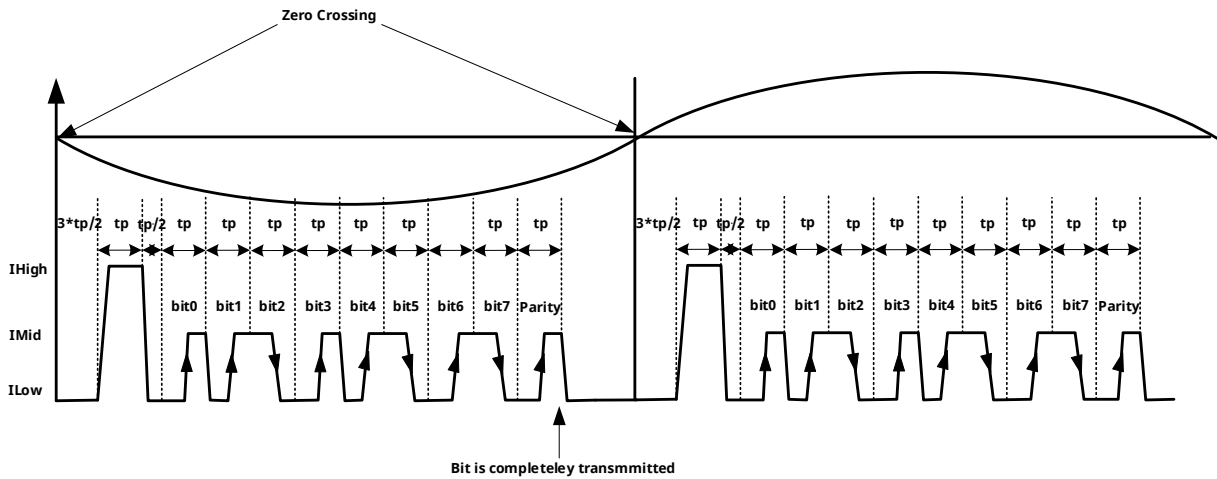 Zero Crossing
3*tp/2 tp tp/2 tp tp tp tp tp tp tp tp 3*tp/2 tp tp/2 tp tp tp tp tp tp tp tp tp
IHigh
bit0 bit1 bit2 bit3 bit4 bit5 bit6 bit7 Parity bit0 bit1 bit2 bit3 bit4 bit5 bit6 bit7 Parity
IMid
ILow
Bit is completeley transmmitted